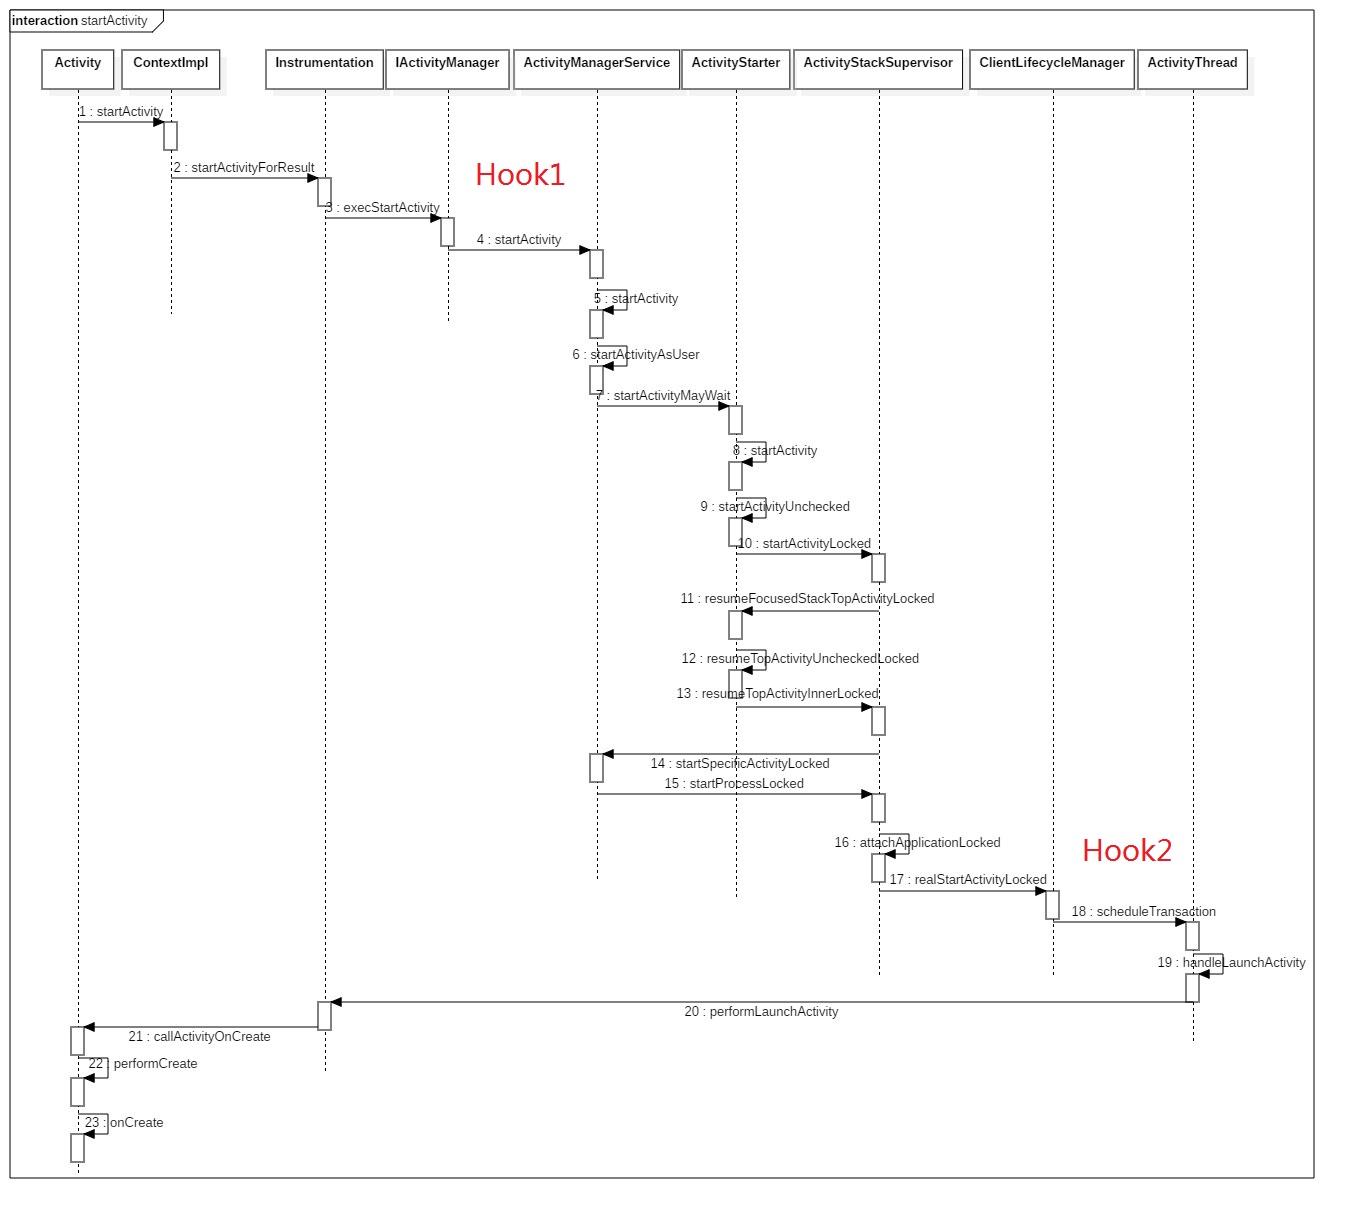 interaction startActivity
Activity ContextImpl Instrumentation IActivityManager ActivityManagerService ActivityStarter ActivityStackSupervisor ClientLifecycleManager ActivityThread
1 : startActivity
2 : startActivityForResult
Hook1
3 : execStartActivity
4 : startActivity
5 : startActivity
6 : startActivityAsUser
7 : startActivityMayWait
8 : startActivity
9 : startActivityUnchecked
10 : startActivityLocked
11 : resumeFocusedStackTopActivityLocked
12 : resumeTopActivityUncheckedLocked
13 : resumeTopActivityInnerLocked
14 : startSpecificActivityLocked
15 : startProcessLocked
16 : attachApplicationLocked
Hook2
17 : realStartActivityLocked
18 : scheduleTransaction
19 : handleLaunchActivity
20 : performLaunchActivity
21 : callActivityOnCreate
22 : performCreate
23 : onCreate